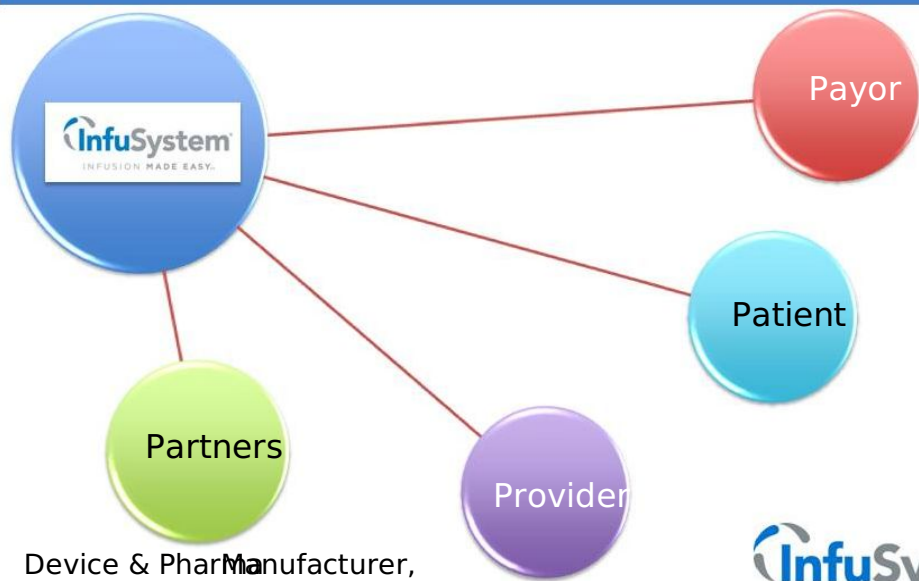 InfuSystem
INFUSION MADE EASY.
Payor
Patient
Partners
Provider
Device & Pharma Manufacturer,
InfuSy